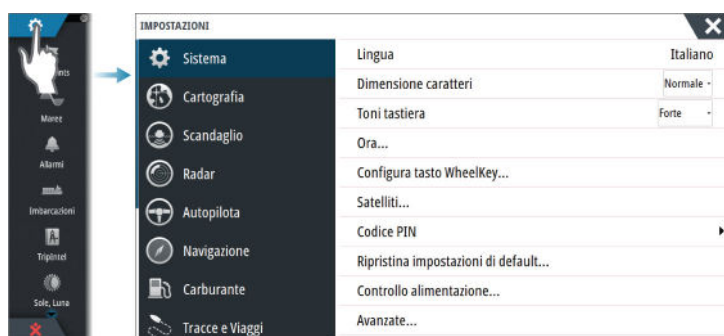 ints
Maree
Allarmi
Imbarcazioni
TripIntel
Sole, Luna
IMPOSTAZIONI
Sistema
Cartografia
Scandaglio
Radar
Autopilota
Navigazione
Carburante
Tracce e Viaggi
Lingua Italiano
Dimensione caratteri Normale
Toni tastiera Forte
Ora...
Configura tasto WheelKey...
Satelliti...
Codice PIN
Ripristina impostazioni di default...
Controllo alimentazione...
Avanzate...